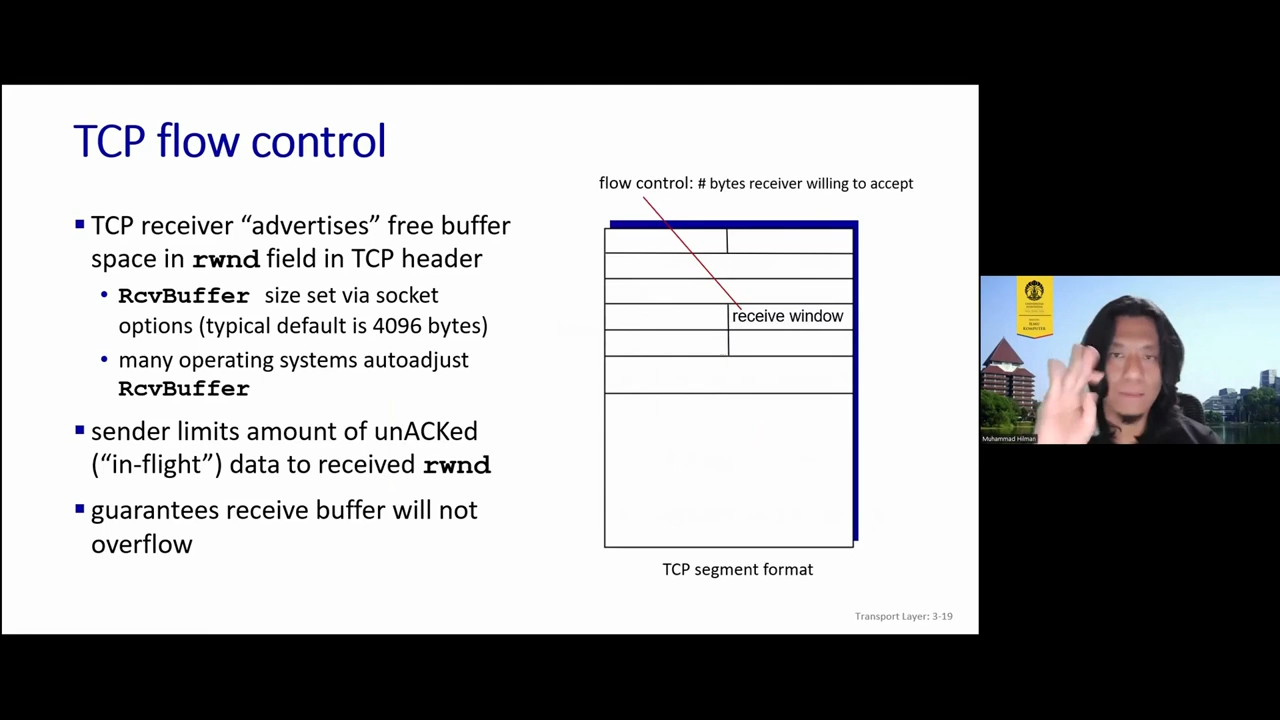 TCP flow control
TCP receiver “advertises” free buffer
space in rwnd field in TCP header
RcvBuffer size set via socket
options (typical default is 4096 bytes)
many operating systems autoadjust
RcvBuffer
sender limits amount of unACKed
(“in-flight”) data to received rwnd
guarantees receive buffer will not
overflow
flow control: # bytes receiver willing to accept
receive window
TCP segment format
Transport Layer: 3-19
Muhammad Hilman